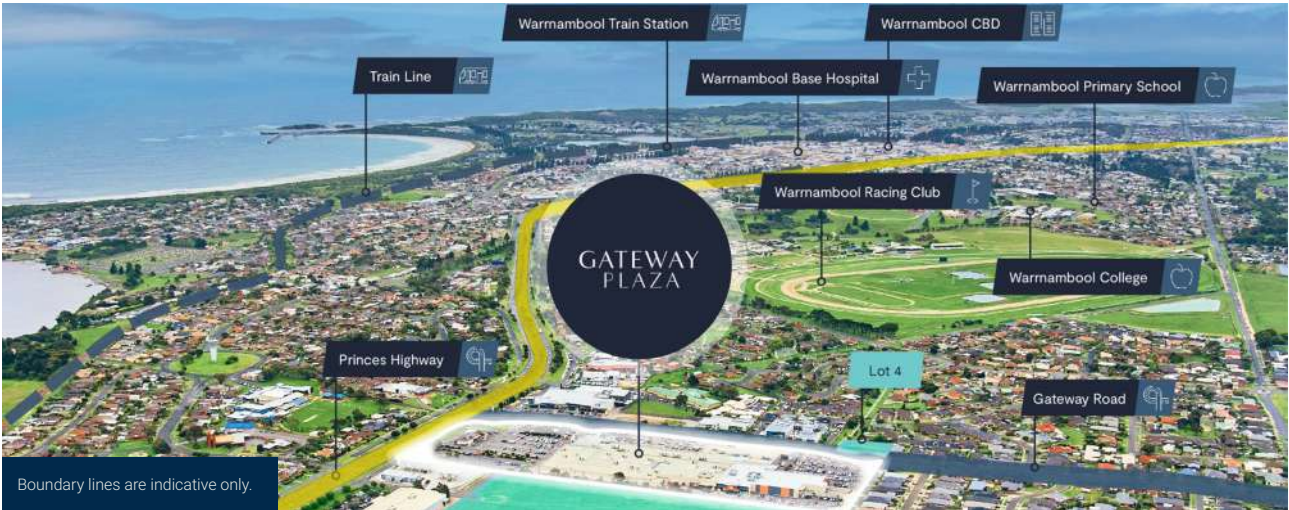 Warrnambool Train Station
Warrnambool CBD
Train Line
Warrnambool Base Hospital
Warrnambool Primary School
Warrnambool Racing Club
GATEWAY
PLAZA
Warrnambool College
Princes Highway
Lot 4
Gateway Road
Boundary lines are indicative only.